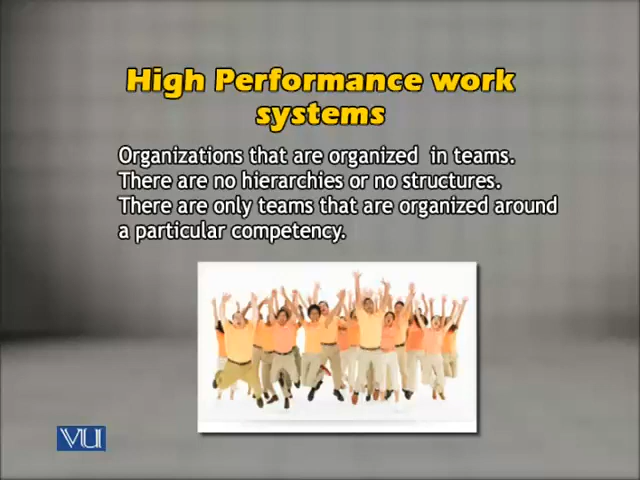 High Performance work
systems
Organizations that are organized in teams.
There are no hierarchies or no structures.
There are only teams that are organized around
a particular competency.
VU